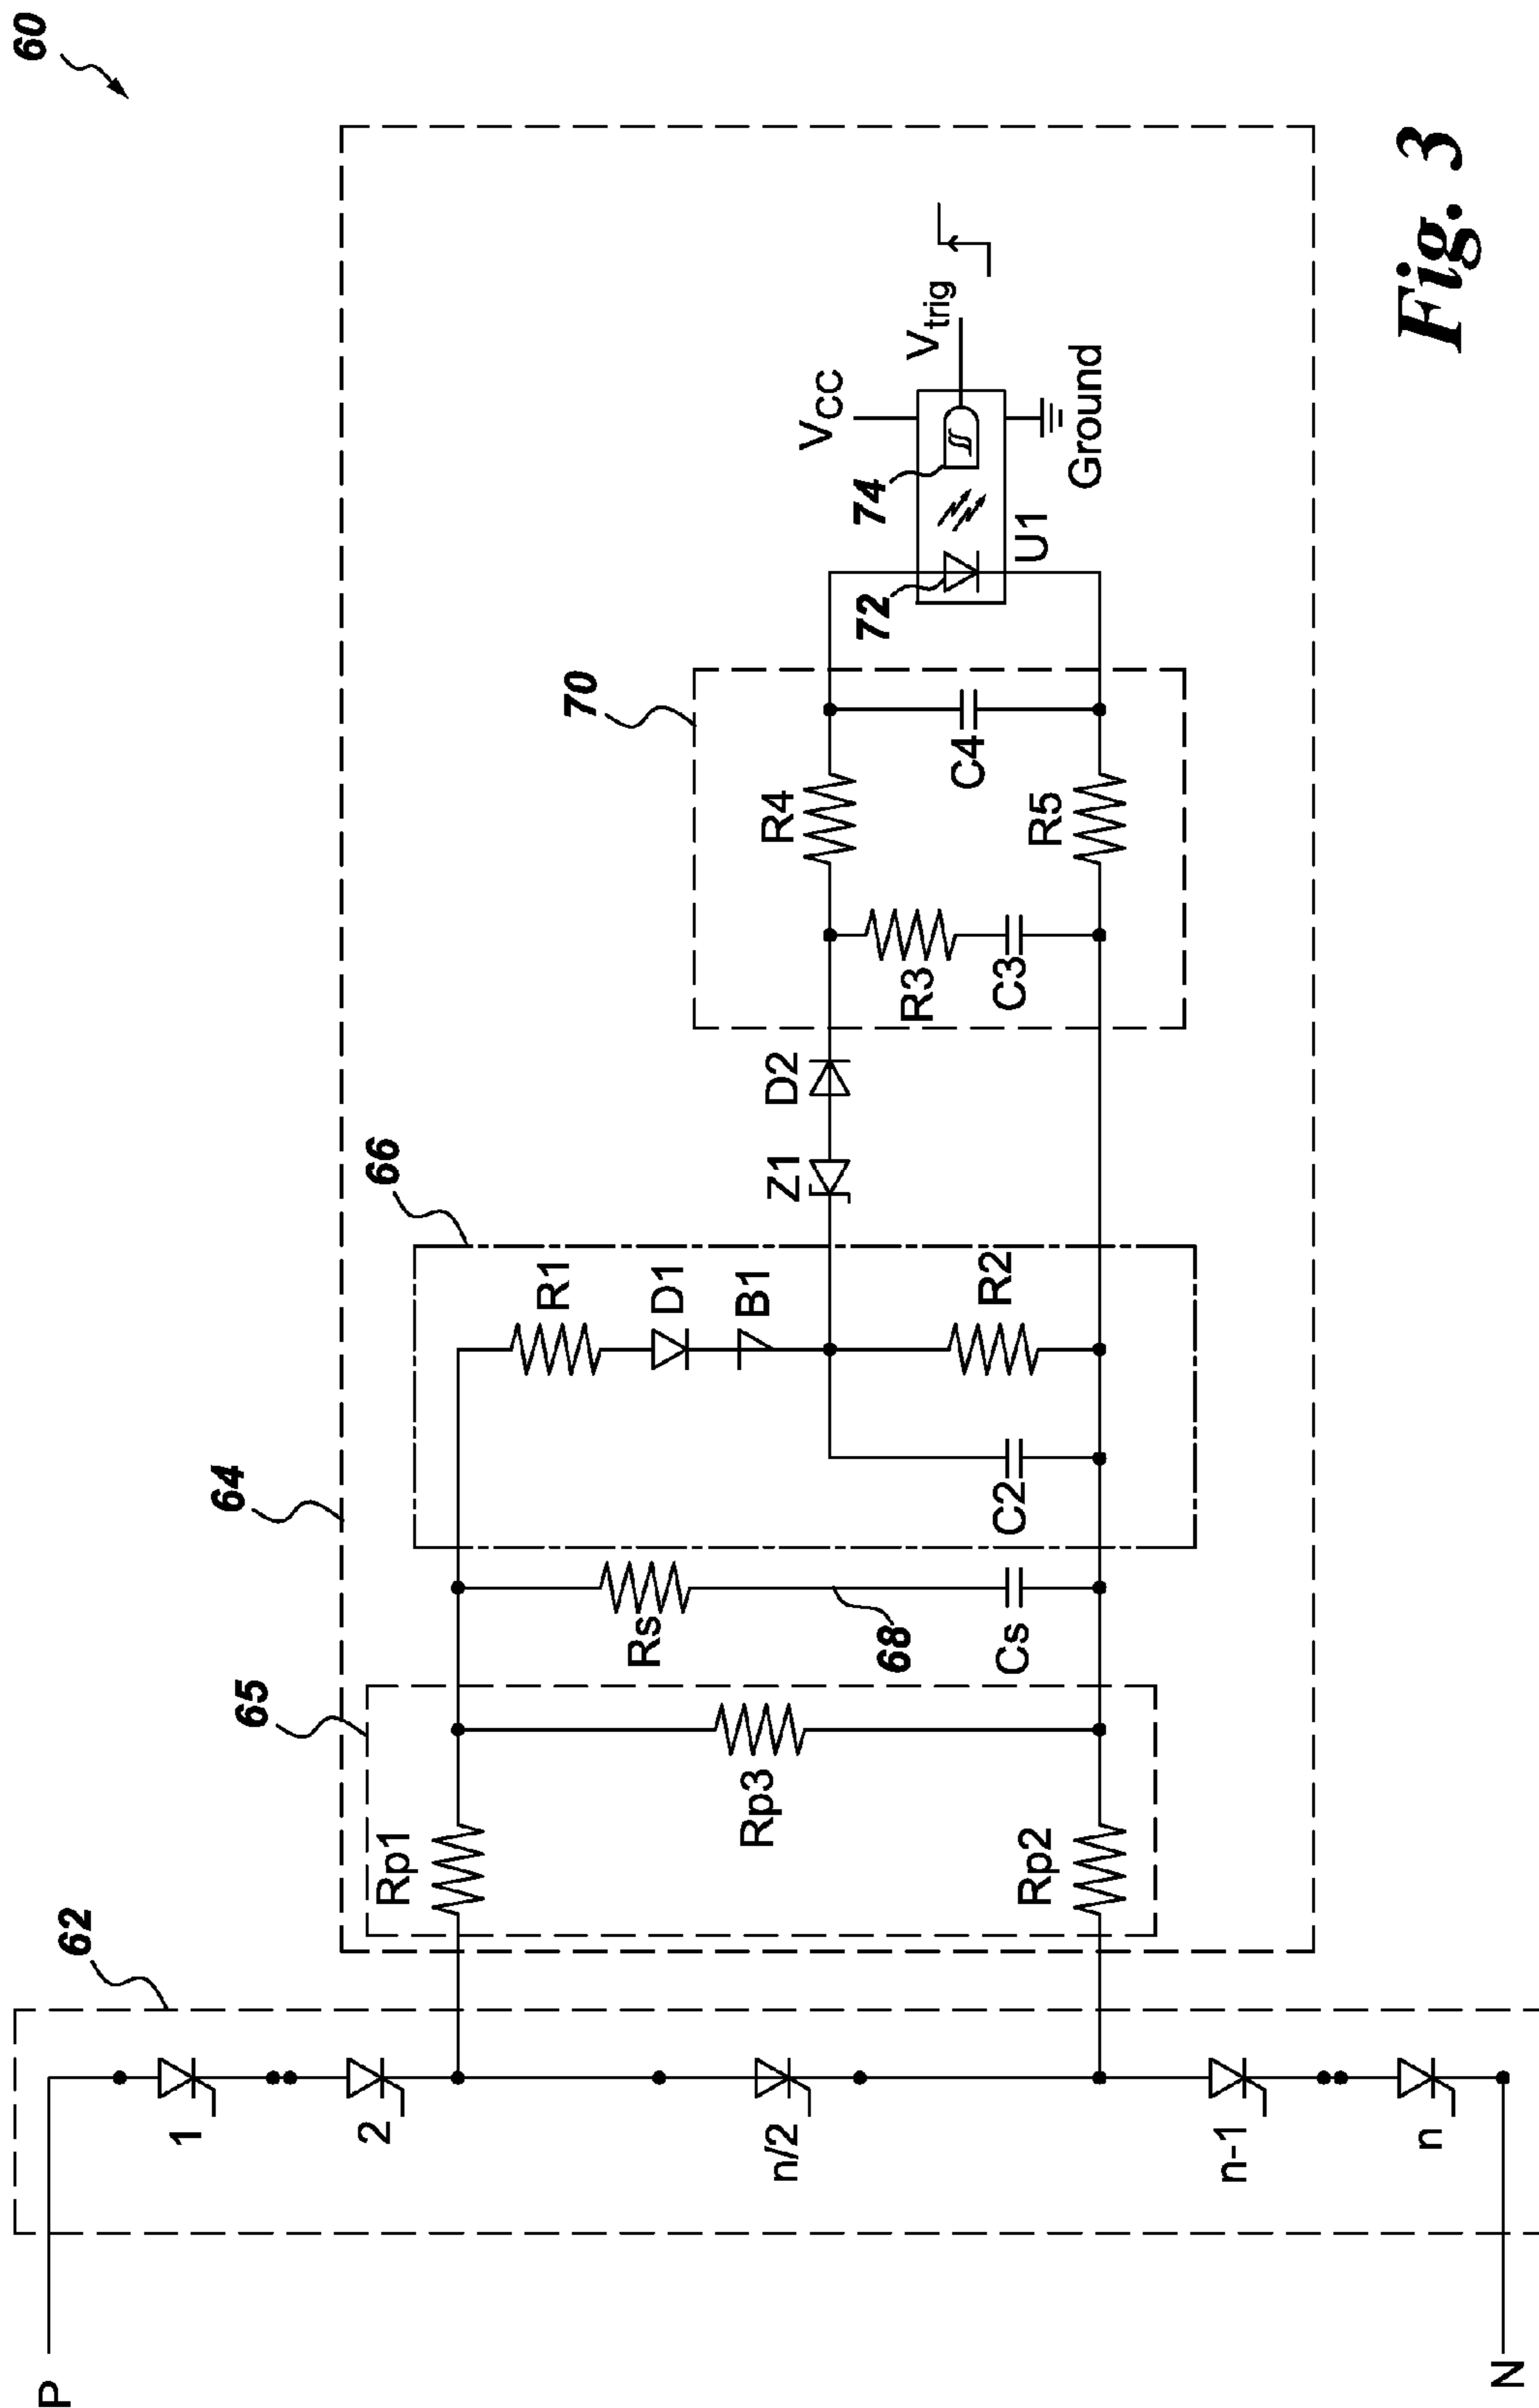 60
62
64
65
66
70
P
1
2
n/2
n-1
n
N
Rp1
Rp3
Rp2
Rs
68
Cs
R1
D1
B1
C2
R2
Z1
D2
R3
C3
R4
C4
R5
72
74
VCC
Vtrig
U1
Ground
Fig. 3